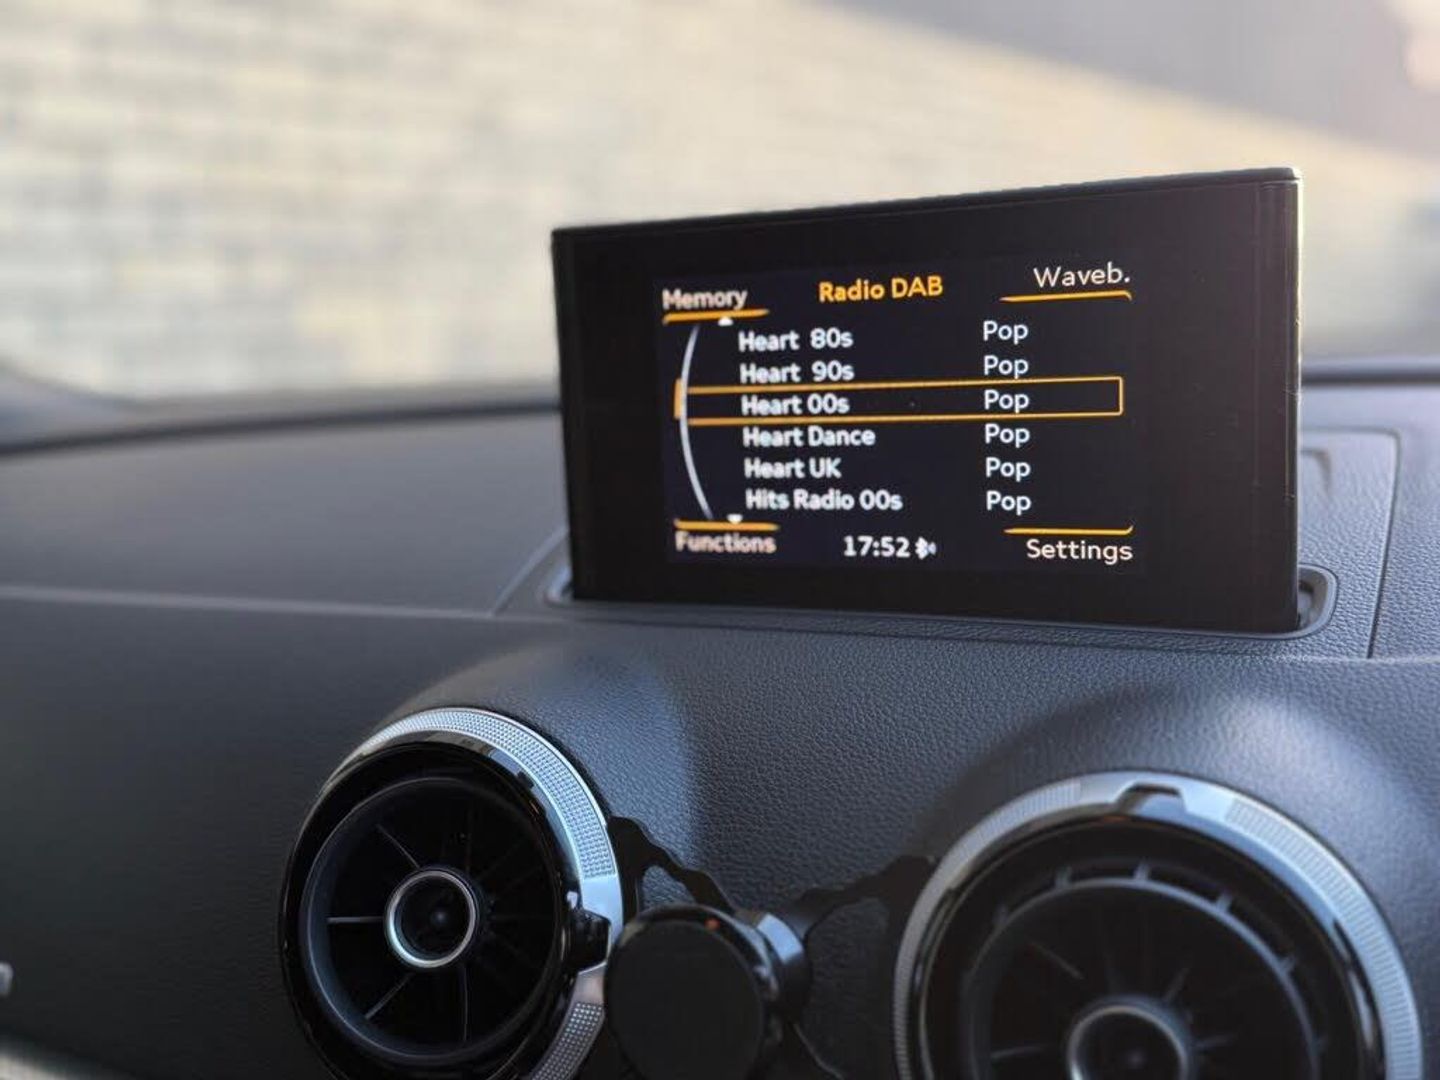 Memory Radio DAB Waveb.
Heart 80s Pop
Heart 90s Pop
Heart 00s Pop
Heart Dance Pop
Heart UK Pop
Hits Radio 00s Pop
Functions 17:52 Settings